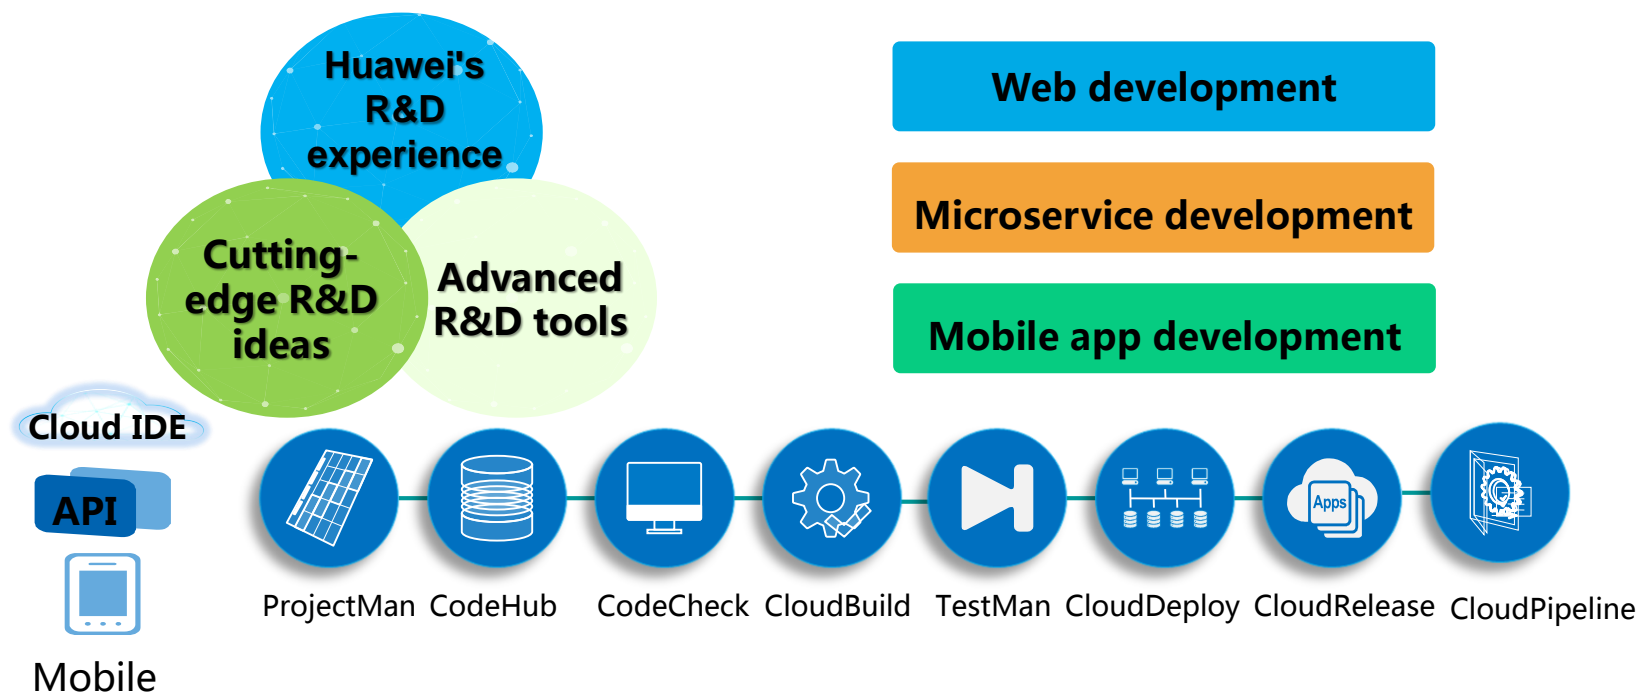 Huawei's
R&D
experience
Cutting-
edge R&D
ideas
Advanced
R&D tools
Web development
Microservice development
Mobile app development
Cloud IDE
API
Mobile
Apps
ProjectMan
CodeHub
CodeCheck
CloudBuild
TestMan
CloudDeploy
CloudRelease
CloudPipeline